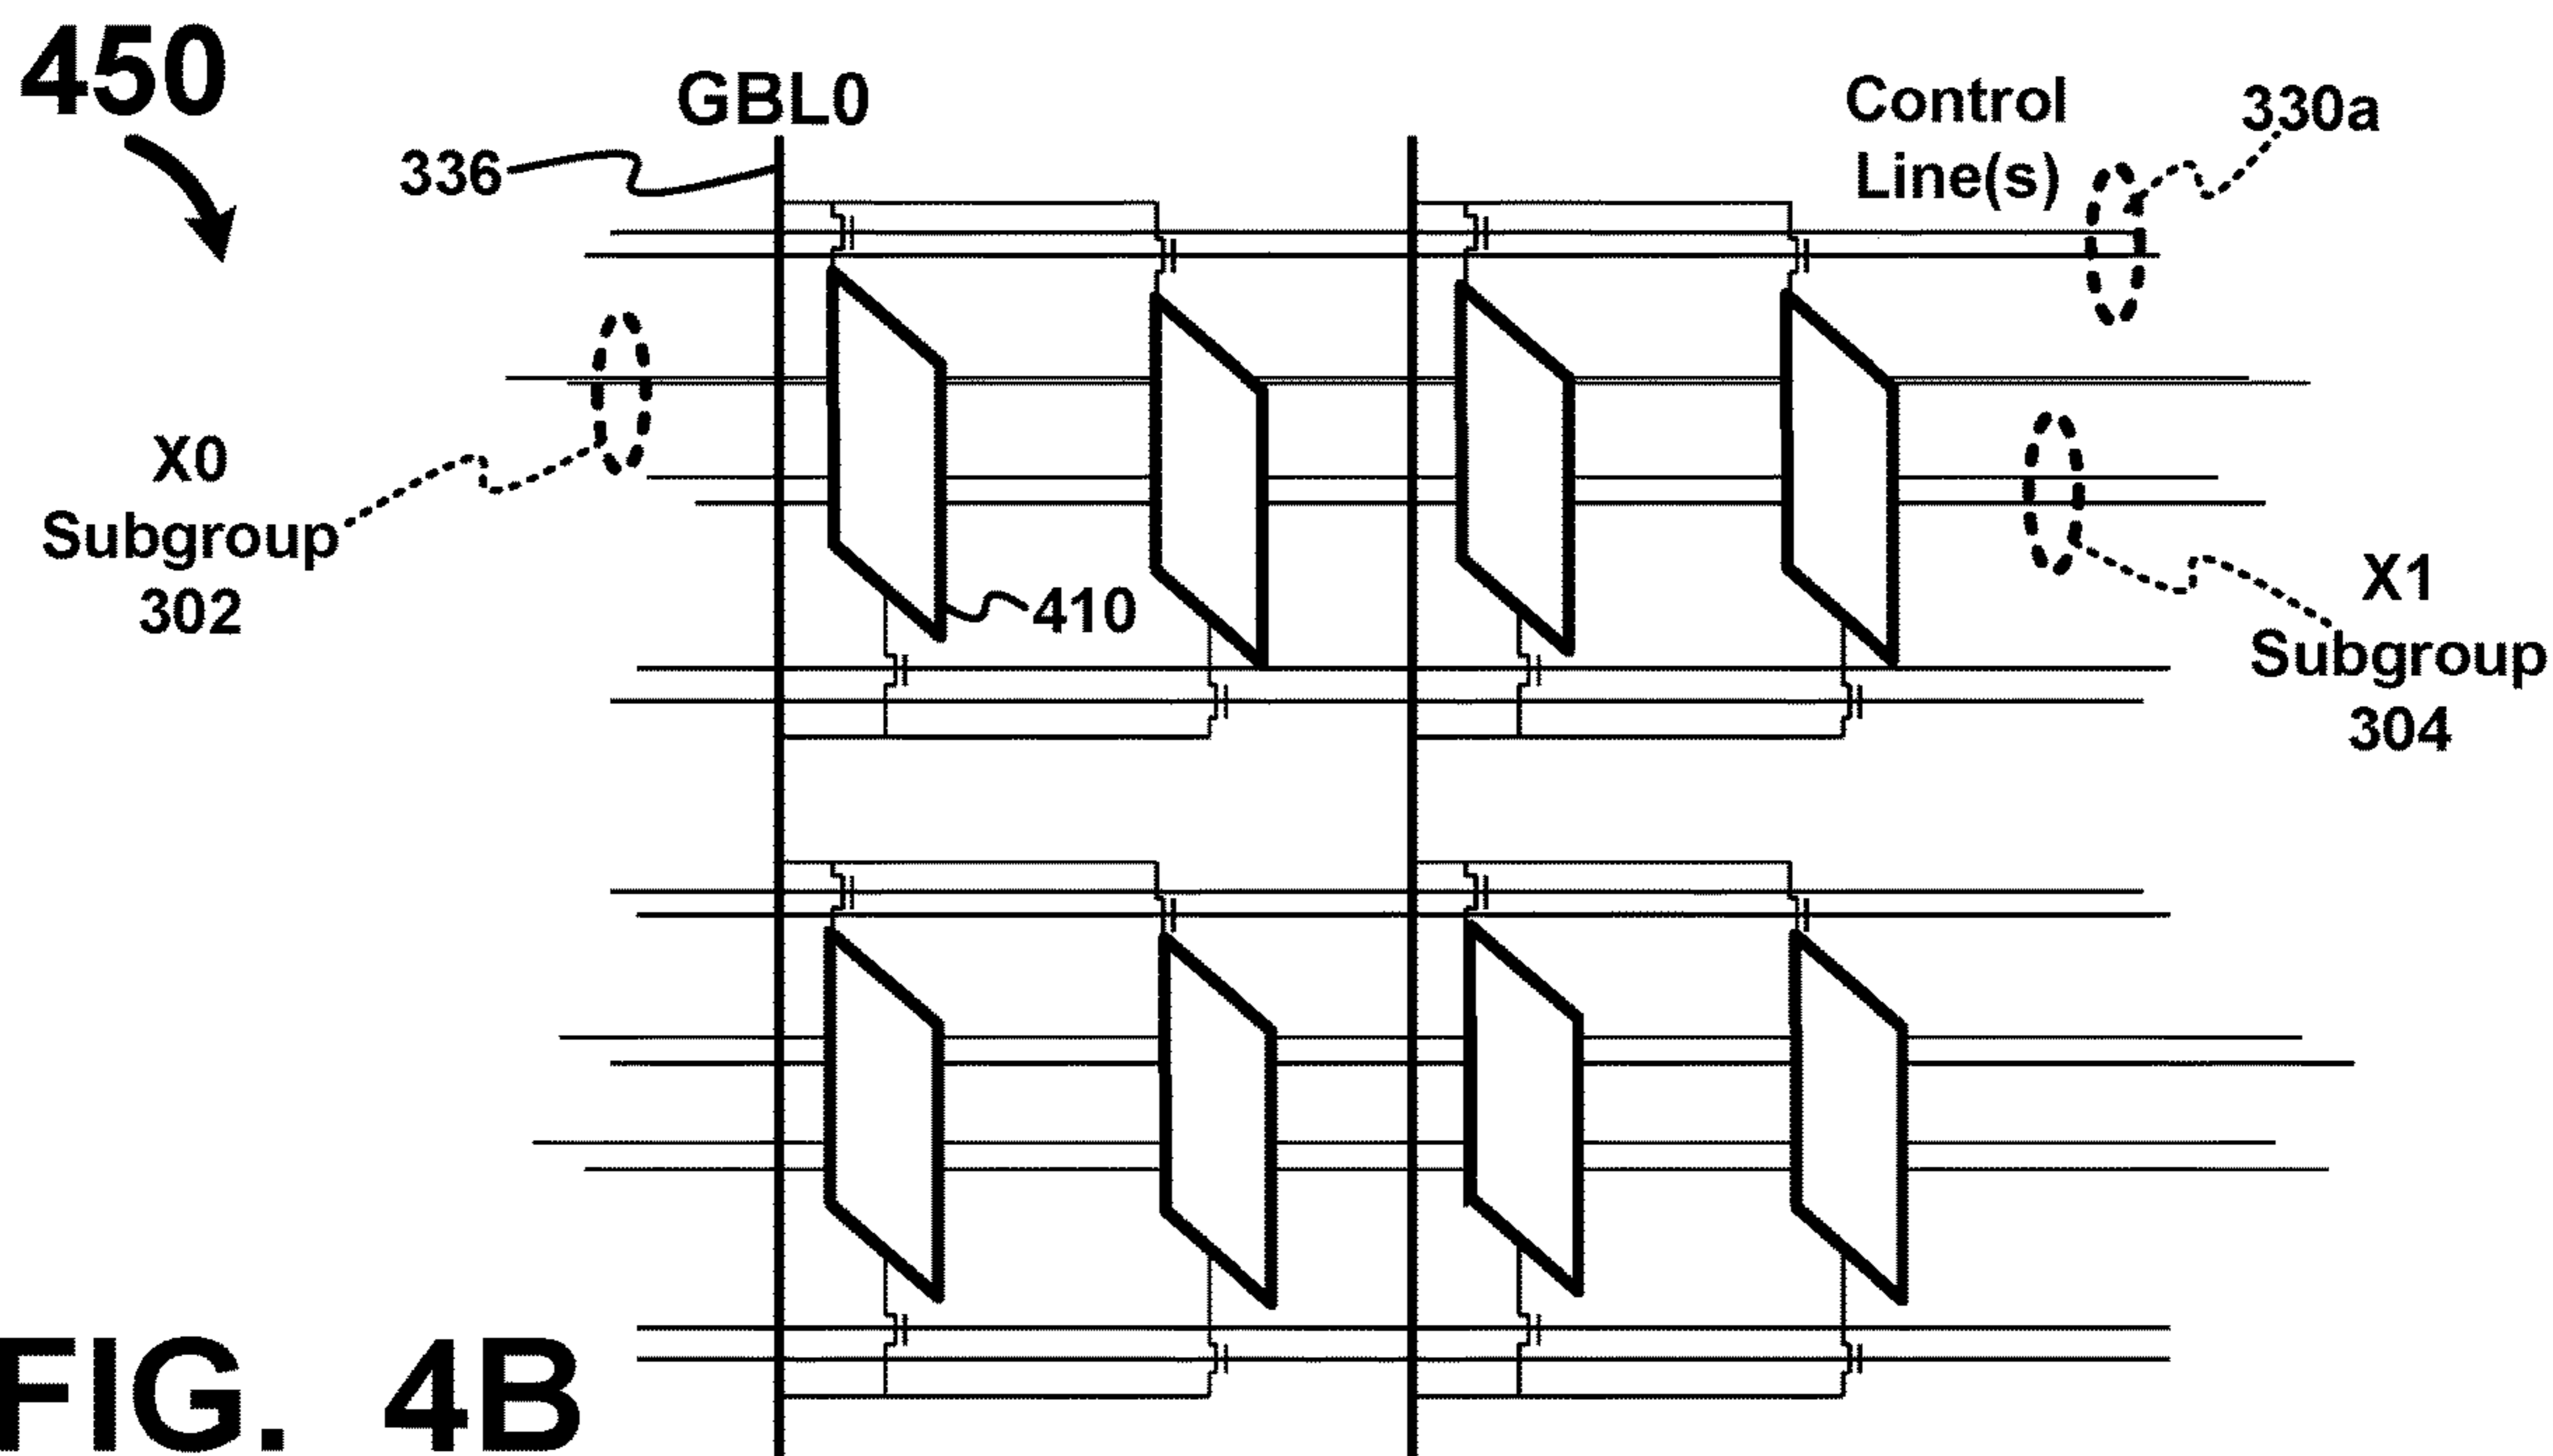 450
GBL0
336
Control
Line(s)
330a
X0
Subgroup
302
410
X1
Subgroup
304
FIG. 4B